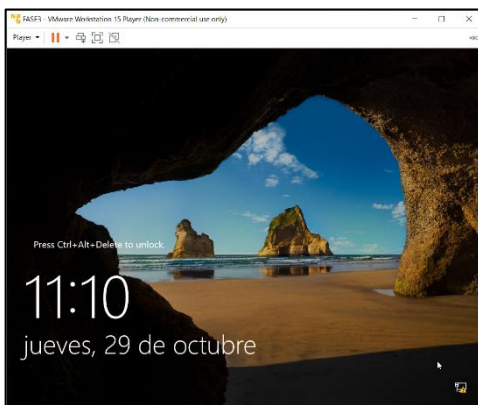 FASE3 - VMware Workstation 15 Player (Non-commercial use only)
Player
Press Ctrl+Alt+Delete to unlock.
11:10
jueves, 29 de octubre